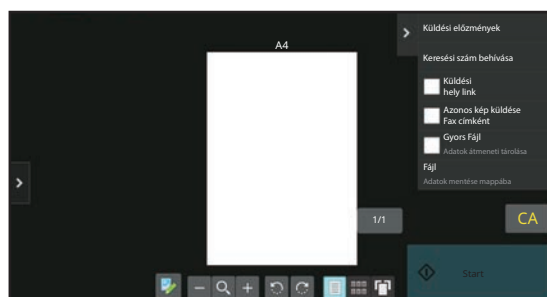 A4
Küldési előzmények
Keresési szám behívása
Küldési
hely link
Azonos kép küldése
Fax címként
Gyors Fájl
Adatok átmeneti tárolása
Fájl
Adatok mentése mappába
1/1
CA
Start